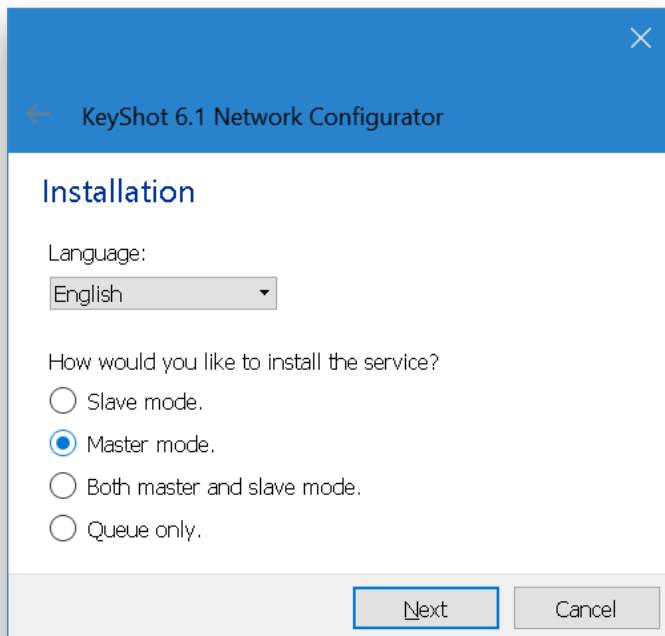 KeyShot 6.1 Network Configurator
Installation
Language:
English
How would you like to install the service?
Slave mode.
Master mode.
Both master and slave mode.
Queue only.
Next
Cancel